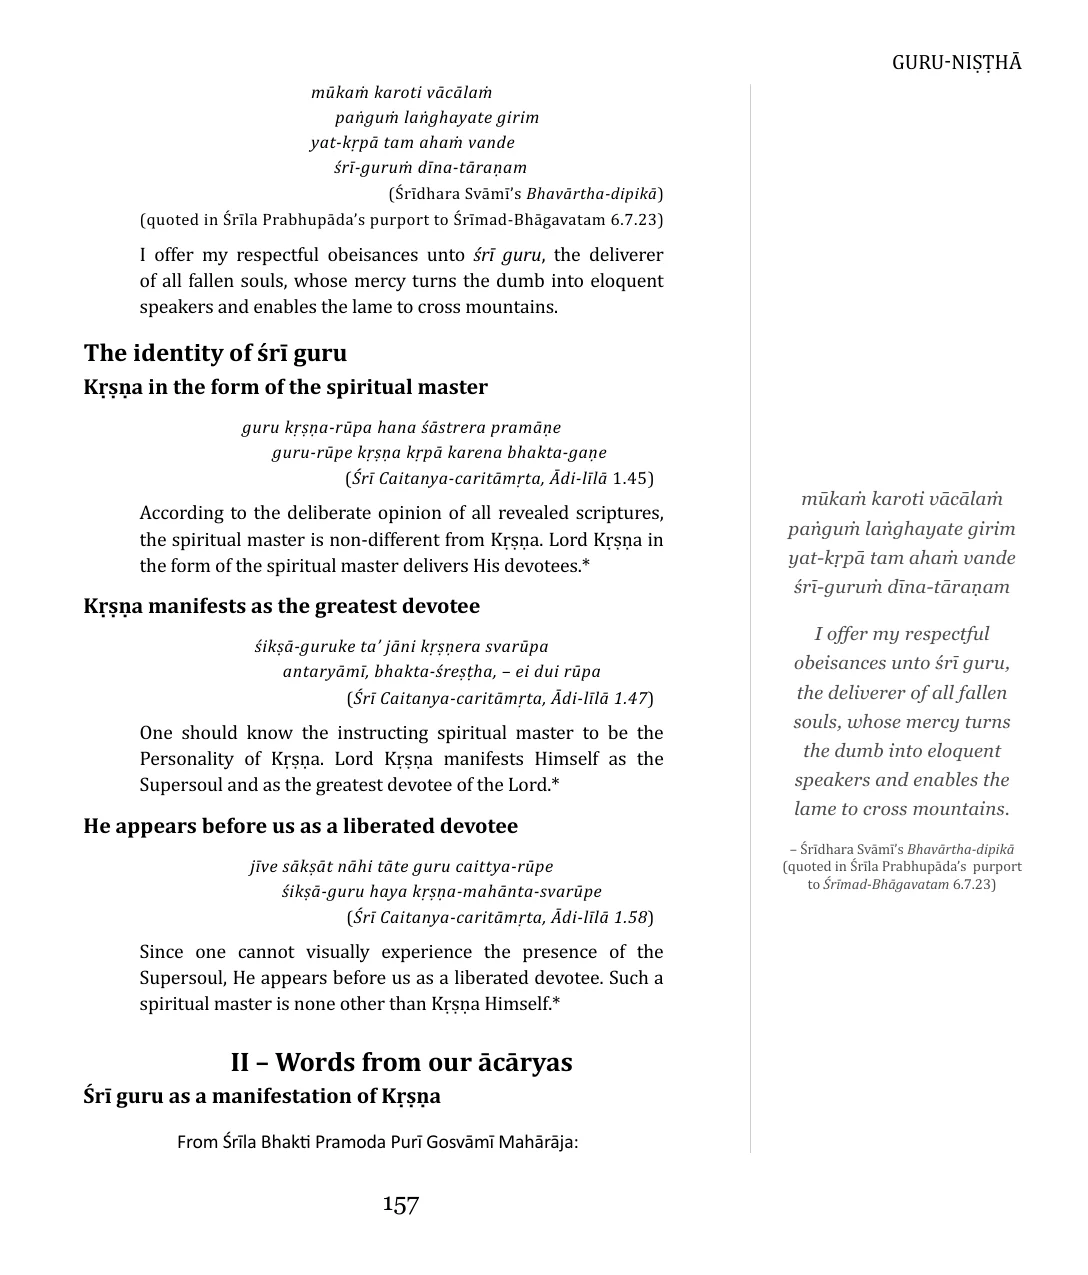 GURU-NIṢṬHĀ
mūkaṁ karoti vācālaṁ
paṅguṁ laṅghayate girim
yat-kṛpā tam ahaṁ vande
śrī-guruṁ dīna-tāraṇam
(Śrīdhara Svāmī’s Bhavārtha-dipikā)
(quoted in Śrīla Prabhupāda’s purport to Śrīmad-Bhāgavatam 6.7.23)
I offer my respectful obeisances unto śrī guru, the deliverer
of all fallen souls, whose mercy turns the dumb into eloquent
speakers and enables the lame to cross mountains.
The identity of śrī guru
Kṛṣṇa in the form of the spiritual master
guru kṛṣṇa-rūpa hana śāstrera pramāṇe
guru-rūpe kṛṣṇa kṛpā karena bhakta-gaṇe
(Śrī Caitanya-caritāmṛta, Ādi-līlā 1.45)
According to the deliberate opinion of all revealed scriptures,
the spiritual master is non-different from Kṛṣṇa. Lord Kṛṣṇa in
the form of the spiritual master delivers His devotees.*
Kṛṣṇa manifests as the greatest devotee
śikṣā-guruke ta’ jāni kṛṣṇera svarūpa
antaryāmī, bhakta-śreṣṭha, – ei dui rūpa
(Śrī Caitanya-caritāmṛta, Ādi-līlā 1.47)
One should know the instructing spiritual master to be the
Personality of Kṛṣṇa. Lord Kṛṣṇa manifests Himself as the
Supersoul and as the greatest devotee of the Lord.*
He appears before us as a liberated devotee
jīve sākṣāt nāhi tāte guru caittya-rūpe
śikṣā-guru haya kṛṣṇa-mahānta-svarūpe
(Śrī Caitanya-caritāmṛta, Ādi-līlā 1.58)
Since one cannot visually experience the presence of the
Supersoul, He appears before us as a liberated devotee. Such a
spiritual master is none other than Kṛṣṇa Himself.*
II – Words from our ācāryas
Śrī guru as a manifestation of Kṛṣṇa
From Śrīla Bhakti Pramoda Purī Gosvāmī Mahārāja:
mūkaṁ karoti vācālaṁ
paṅguṁ laṅghayate girim
yat-kṛpā tam ahaṁ vande
śrī-guruṁ dīna-tāraṇam
I offer my respectful
obeisances unto śrī guru,
the deliverer of all fallen
souls, whose mercy turns
the dumb into eloquent
speakers and enables the
lame to cross mountains.
– Śrīdhara Svāmī’s Bhavārtha-dipikā
(quoted in Śrīla Prabhupāda’s purport
to Śrīmad-Bhāgavatam 6.7.23)
157